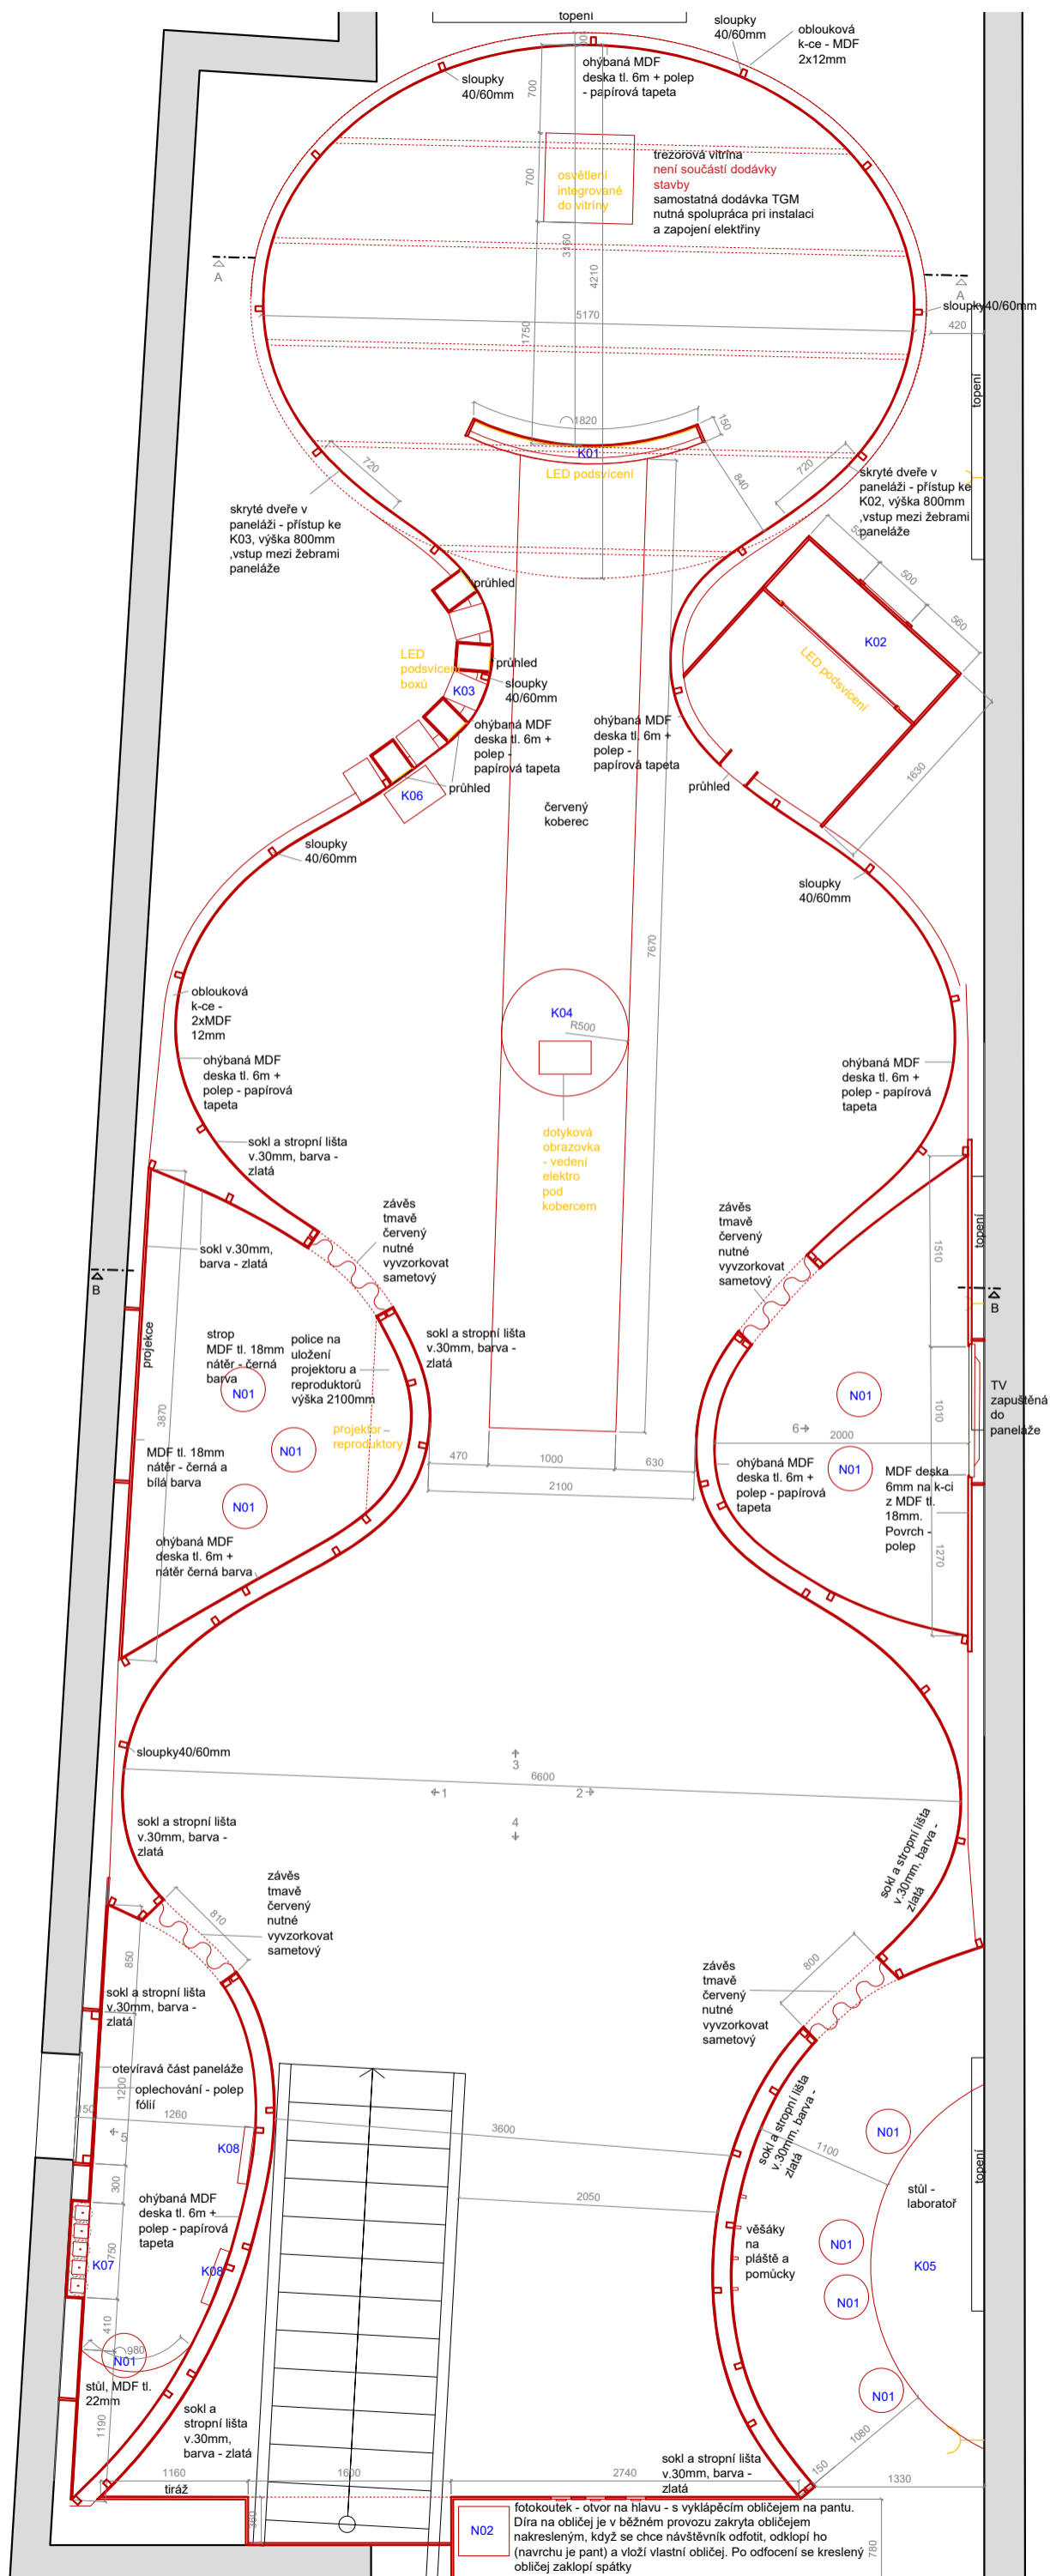 topení
sloupky
40/60mm
oblouková
k-ce - MDF
2x12mm
100
ohýbaná MDF
deska tl. 6m + polep
- papírová tapeta
sloupky
40/60mm
700
trezorová vitrína
není součástí dodávky
stavby
samostatná dodávka TGM
nutná spolupráca pri instalaci
a zapojení elektřiny
osvětlení
integrované
do vitríny
700
3160
4210
A
A
sloupky40/60mm
5170
420
1750
topení
1820
150
K01
LED podsvícení
720
720
840
skryté dveře v
paneláži - přístup ke
K02, výška 800mm
,vstup mezi žebrami
paneláže
skryté dveře v
paneláži - přístup ke
K03, výška 800mm
,vstup mezi žebrami
paneláže
500
560
průhled
K02
LED podsvícení
LED
podsvícení
boxů
průhled
K03
sloupky
40/60mm
ohýbaná MDF
deska tl. 6m +
polep -
papírová tapeta
ohýbaná MDF
deska tl. 6m +
polep -
papírová tapeta
1630
průhled
průhled
K06
červený
koberec
sloupky
40/60mm
sloupky
40/60mm
7670
oblouková
k-ce -
2xMDF
12mm
K04
R500
ohýbaná MDF
deska tl. 6m +
polep - papírová
tapeta
ohýbaná MDF
deska tl. 6m +
polep - papírová
tapeta
dotyková
obrazovka
- vedení
elektro
pod
kobercem
sokl a stropní lišta
v.30mm, barva -
zlatá
závěs
tmavě
červený
nutné
vyvzorkovat
sametový
závěs
tmavě
červený
nutné
vyvzorkovat
sametový
topení
1510
sokl v.30mm,
barva - zlatá
B
B
projekce
strop
MDF tl. 18mm
nátěr - černá
barva
police na
uložení
projektoru a
reproduktorů
výška 2100mm
sokl a stropní lišta
v.30mm, barva -
zlatá
N01
N01
TV
zapuštěná
do
paneláže
3870
1010
projektor
reproduktory
6
2000
N01
MDF tl. 18mm
nátěr - černá a
bílá barva
470
1000
630
2100
N01
ohýbaná MDF
deska tl. 6m +
polep - papírová
tapeta
MDF deska
6mm na k-ci
z MDF tl.
18mm.
Povrch -
polep
N01
1270
ohýbaná MDF
deska tl. 6m +
nátěr černá barva
sloupky40/60mm
3
6600
1
2
4
sokl a stropní lišta
v.30mm, barva -
zlatá
sokl a stropní lišta
v.30mm, barva -
zlatá
závěs
tmavě
červený
nutné
vyvzorkovat
sametový
810
850
závěs
tmavě
červený
nutné
vyvzorkovat
sametový
800
sokl a stropní lišta
v.30mm, barva -
zlatá
otevíravá část paneláže
oplechování - polep
fólií
1200
150
1260
5
K08
3600
sokl a stropní lišta
v.30mm, barva -
zlatá
1100
N01
topení
300
stůl -
laboratoř
2050
ohýbaná MDF
deska tl. 6m +
polep - papírová
tapeta
věšáky
na
pláště a
pomůcky
N01
K07
750
K08
K05
N01
410
980
N01
stůl, MDF tl.
22mm
N01
1190
sokl a
stropní lišta
v.30mm,
barva - zlatá
1080
150
sokl a stropní lišta
v.30mm, barva -
zlatá
1160
tiráž
1600
2740
1330
360
N02
fotokoutek - otvor na hlavu - s vyklápěcím obličejem na pantu.
Díra na obličej je v běžném provozu zakryta obličejem
nakresleným, když se chce návštěvník odfotit, odklopí ho
(navrchu je pant) a vloží vlastní obličej. Po odfocení se kreslený
obličej zaklopí spátky
780